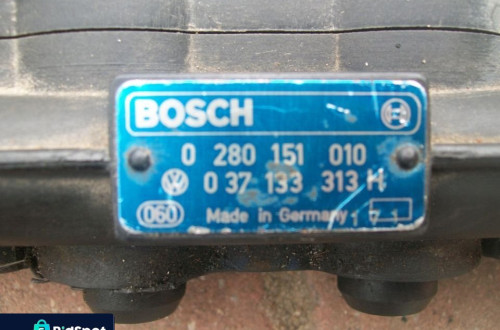 BOSCH
0 280 151 010
0 37 133 313 H
060 Made in Germany 171
BidSpot